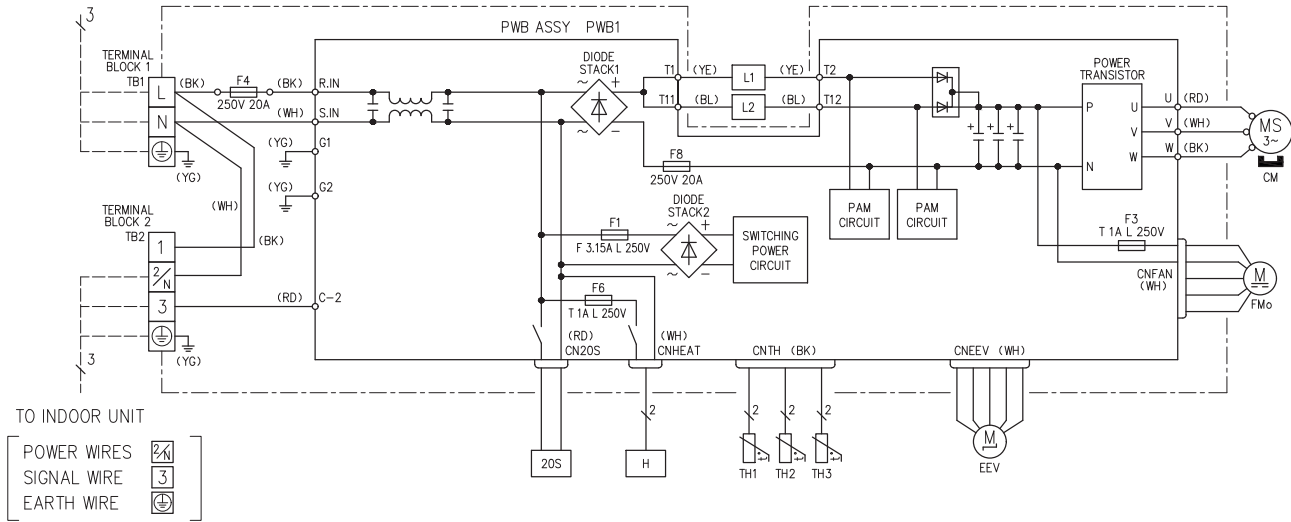 3
TERMINAL
BLOCK 1
TB1
L
N
(BK)
F4
250V 20A
(BK)
R.IN
(WH)
S.IN
(YG)
G1
(YG)
G2
(YG)
(WH)
(BK)
PWB ASSY PWB1
DIODE
STACK1
~
+
~
−
T1
(YE)
L1
(YE)
T2
T11
(BL)
L2
(BL)
T12
F8
250V 20A
PAM
CIRCUIT
PAM
CIRCUIT
+
+
+
POWER
TRANSISTOR
P
N
U
V
W
U
(RD)
V
(WH)
W
(BK)
MS
3~
CM
TERMINAL
BLOCK 2
TB2
1
2/N
3
(RD)
C-2
(YG)
3
F1
F 3.15A L 250V
DIODE
STACK2
~
+
~
−
SWITCHING
POWER
CIRCUIT
F6
T 1A L 250V
F3
T 1A L 250V
CNFAN
(WH)
M
FMo
(RD)
CN20S
(WH)
CNHEAT
CNTH (BK)
CNEEV (WH)
2
2
2
2
20S
H
t
t
t
TH1
TH2
TH3
M
EEV
TO INDOOR UNIT
POWER WIRES 2/N
SIGNAL WIRE 3
EARTH WIRE